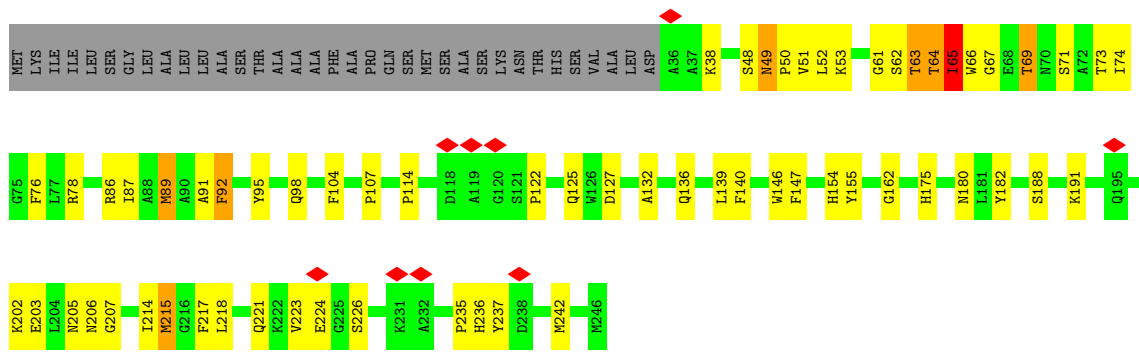 MET LYS ILE ILE LEU SER GLY LEU ALA LEU LEU ALA SER THR ALA ALA ALA PHE ALA PRO GLN SER MET SER ALA SER LYS ASN THR HIS SER VAL ALA LEU ASP A36 A37 K38 S48 N49 P50 V51 L52 K53 G61 S62 T63 T64 I65 W66 G67 E68 T69 N70 S71 A72 T73 I74
G75 F76 L77 R78 R86 I87 A88 M89 A90 A91 F92 Y95 Q98 F104 P107 P114 D118 A119 G120 S121 P122 Q125 W126 D127 A132 Q136 L139 F140 W146 F147 H154 Y155 G162 H175 N180 L181 Y182 S188 K191 Q195
K202 E203 L204 N205 N206 G207 I214 M215 G216 F217 L218 Q221 K222 V223 E224 G225 S226 K231 A232 P235 H236 Y237 D238 M242 M246